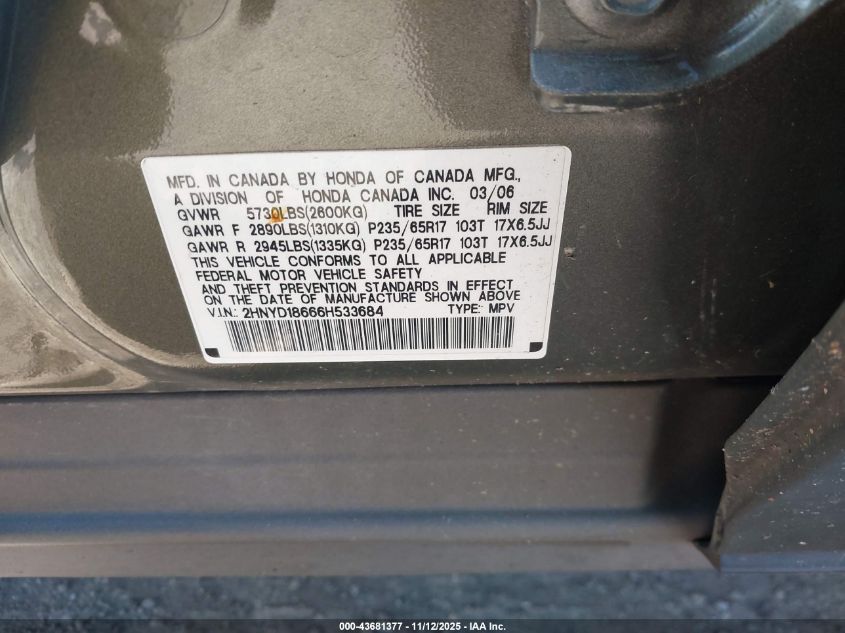 MFD. IN CANADA BY HONDA OF CANADA MFG.,
A DIVISION OF HONDA CANADA INC. 03/06
GVWR 5730LBS(2600KG) TIRE SIZE RIM SIZE
GAWR F 2890LBS(1310KG) P235/65R17 103T 17X6.5JJ
GAWR R 2945LBS(1335KG) P235/65R17 103T 17X6.5JJ
THIS VEHICLE CONFORMS TO ALL APPLICABLE
FEDERAL MOTOR VEHICLE SAFETY
AND THEFT PREVENTION STANDARDS IN EFFECT
ON THE DATE OF MANUFACTURE SHOWN ABOVE
V.I.N.: 2HNYD18666H533684 TYPE: MPV
000-43681377 - 11/12/2025 - IAA Inc.